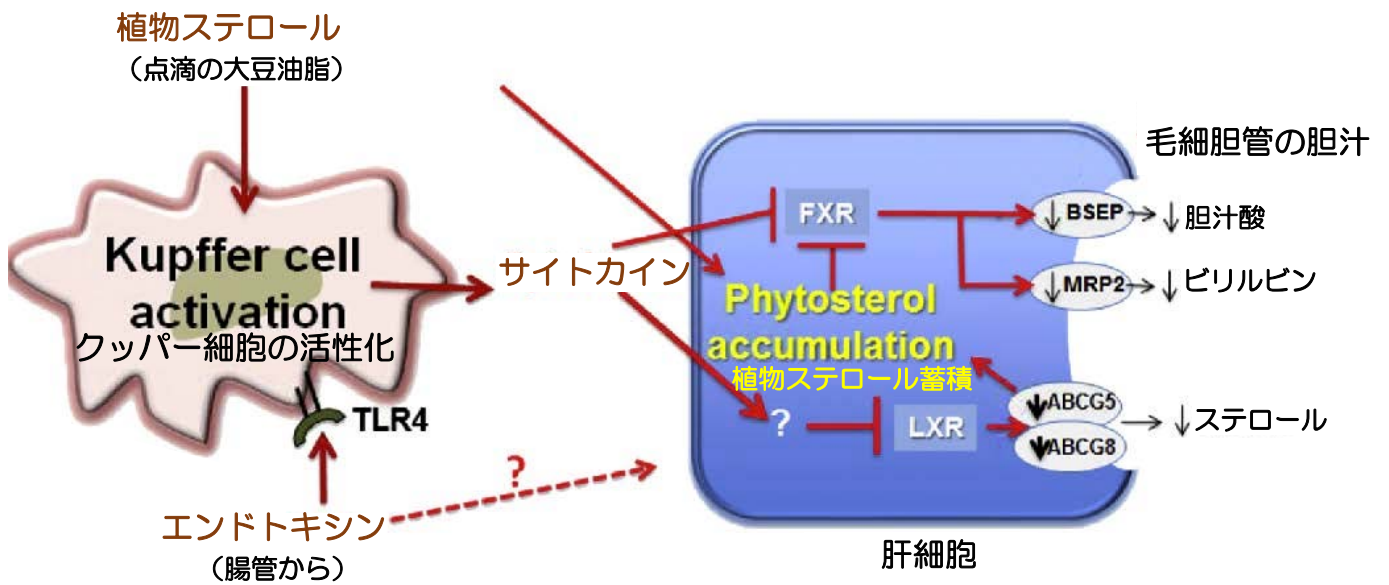 植物ステロール
（点滴の大豆油脂）
Kupffer cell
activation
クッパー細胞の活性化
TLR4
エンドトキシン
（腸管から）
?
サイトカイン
FXR
Phytosterol
accumulation
植物ステロール蓄積
?
LXR
毛細胆管の胆汁
↓BSEP→↓胆汁酸
↓MRP2→↓ビリルビン
↓ABCG5
↓ABCG8
→↓ステロール
肝細胞